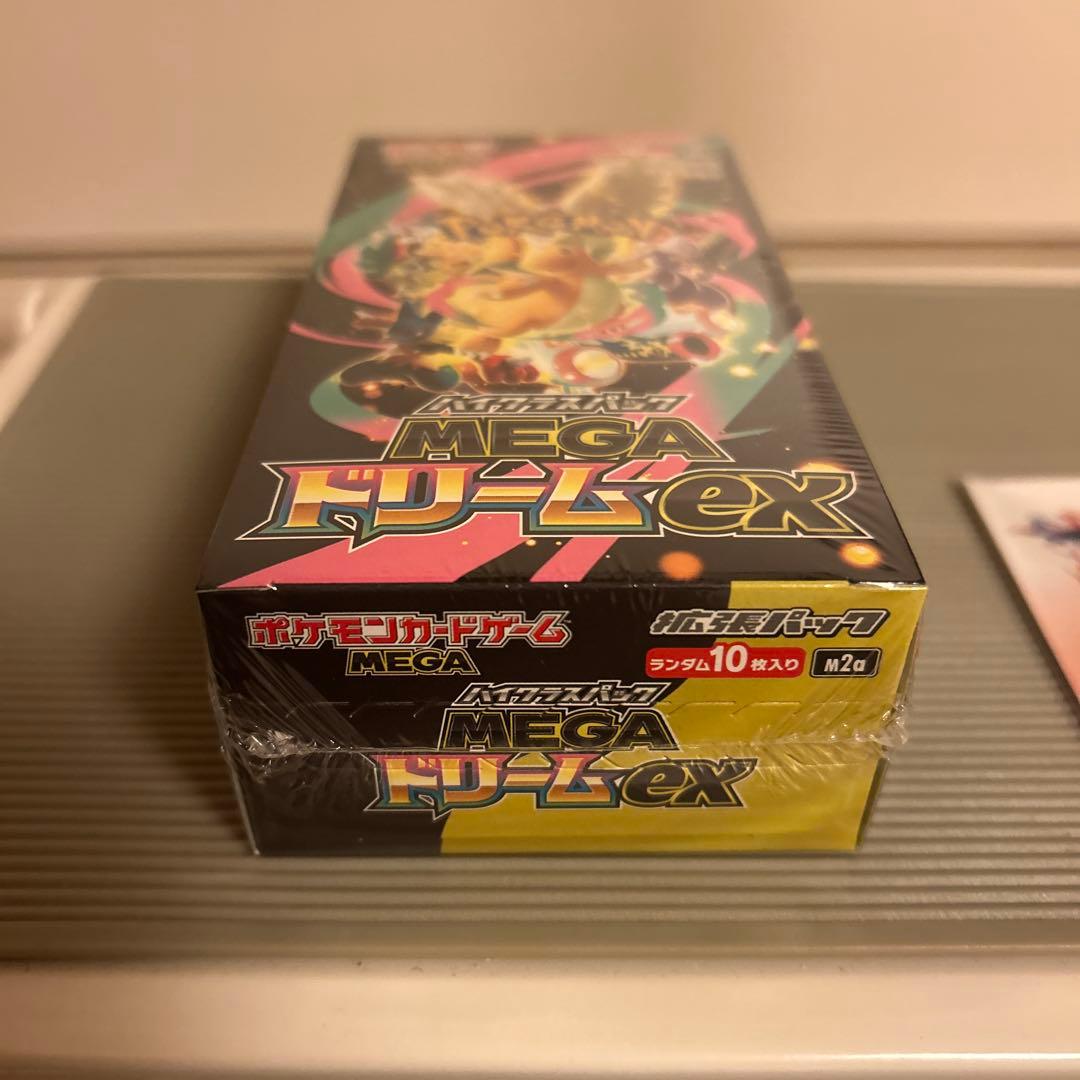 ハイクラスパック
MEGA
ドリームex
ポケモンカードゲーム
MEGA
拡張パック
ランダム10枚入り
M2a
ハイクラスパック
MEGA
ドリームex